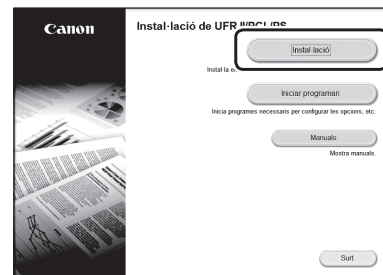 Canon
Instal·lació de UFR II/PCL/PS
Instal·lació
Instal·la el
Iniciar programari
Inicia programes necessaris per configurar les opcions, etc.
Manuals
Mostra manuals.
Surt